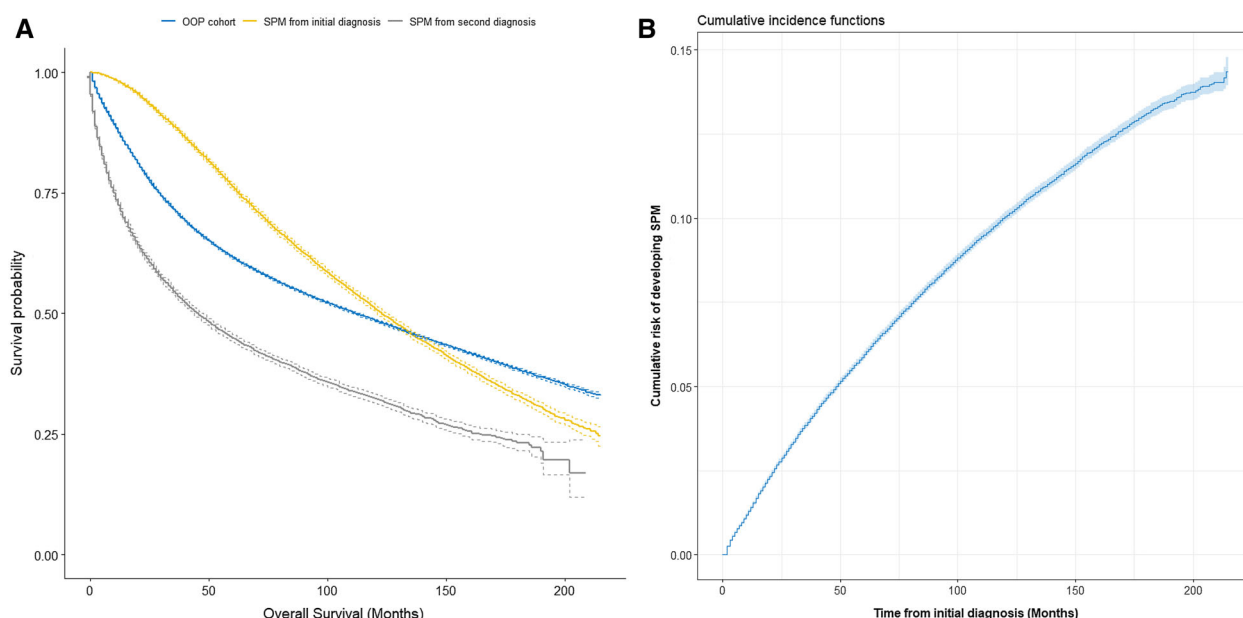 OOP cohort SPM from initial diagnosis SPM from second diagnosis
A
1.00
0.75
0.50
0.25
0.00
Survival probability
0 50 100 150 200
Overall Survival (Months)
B
Cumulative incidence functions
0.15
0.10
0.05
0.00
Cumulative risk of developing SPM
0 50 100 150 200
Time from initial diagnosis (Months)